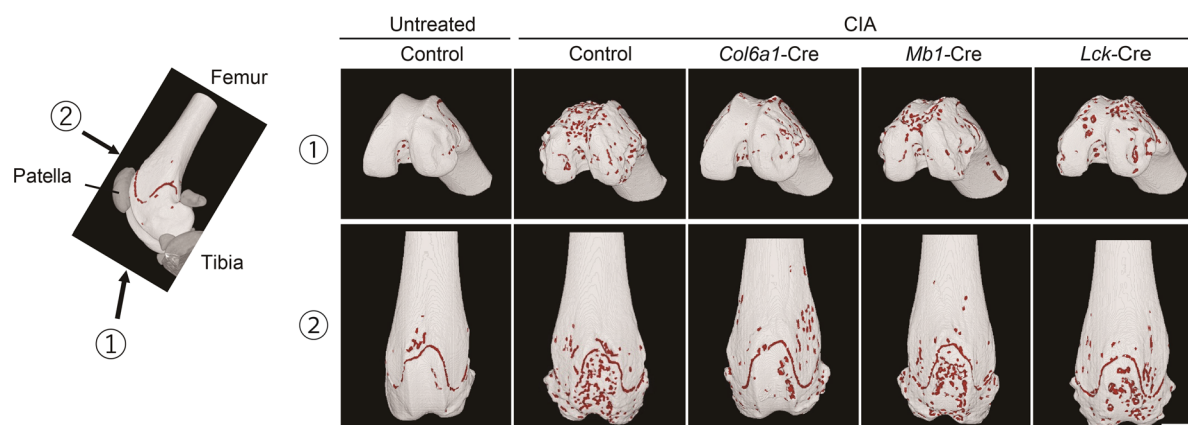 Untreated
CIA
Control
Control
Col6a1-Cre
Mb1-Cre
Lck-Cre
Femur
②
Patella
Tibia
①
①
②